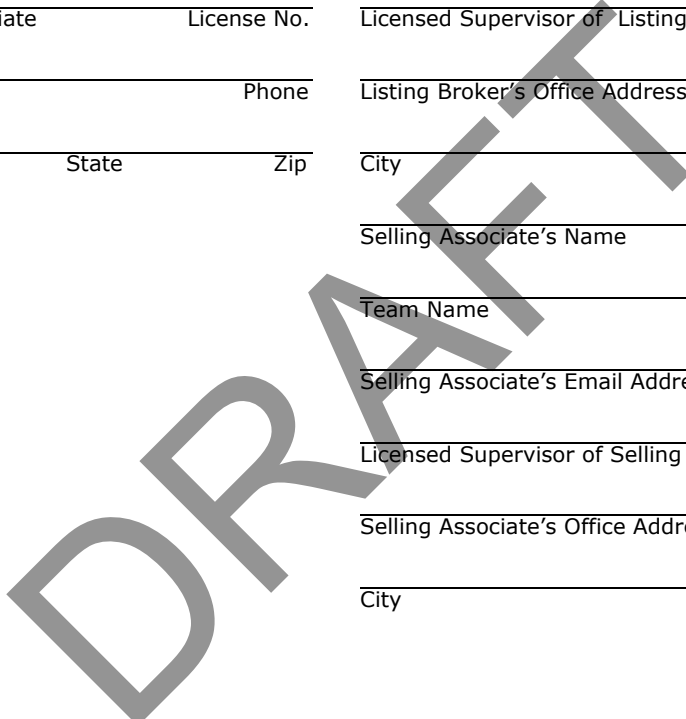 iate License No. Licensed Supervisor of Listing
Phone Listing Broker's Office Address
State Zip City
Selling Associate's Name
Team Name
Selling Associate's Email Addre
Licensed Supervisor of Selling
Selling Associate's Office Addre
City
DRAFT